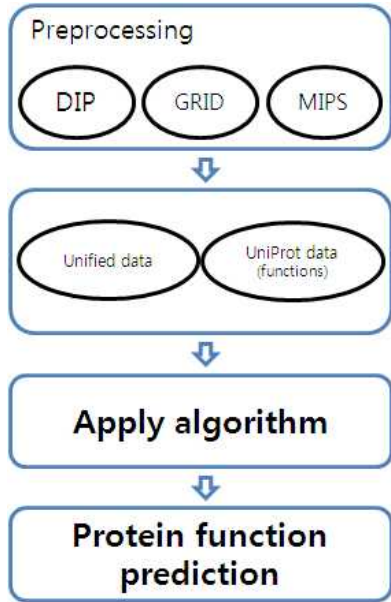 Preprocessing
DIP GRID MIPS
Unified data
UniProt data
(functions)
Apply algorithm
Protein function
prediction